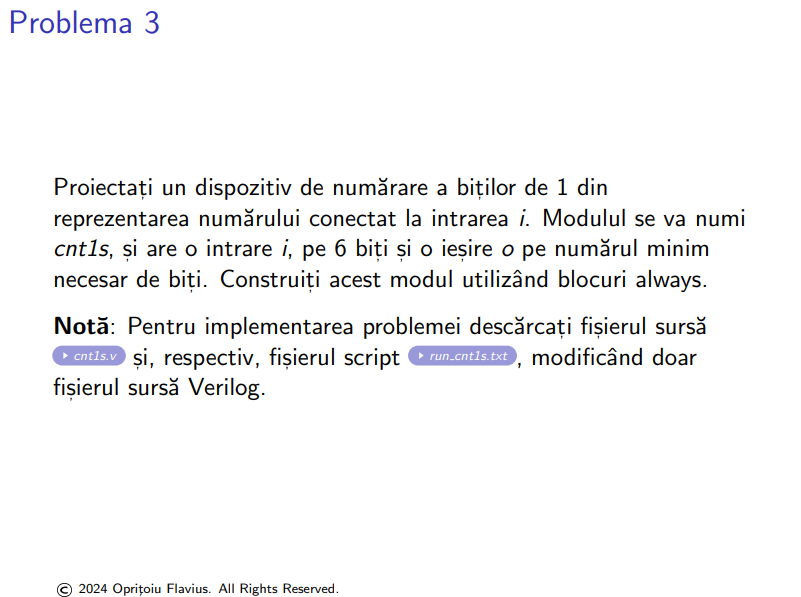 Problema 3
Proiectați un dispozitiv de numărare a biților de 1 din
reprezentarea numărului conectat la intrarea i. Modulul se va numi
cnt1s, și are o intrare i, pe 6 biți și o ieșire o pe numărul minim
necesar de biți. Construiți acest modul utilizând blocuri always.
Notă: Pentru implementarea problemei descărcați fișierul sursă
cnt1s.v și, respectiv, fișierul script run_cnt1s.txt, modificând doar
fișierul sursă Verilog.
© 2024 Oprițoiu Flavius. All Rights Reserved.